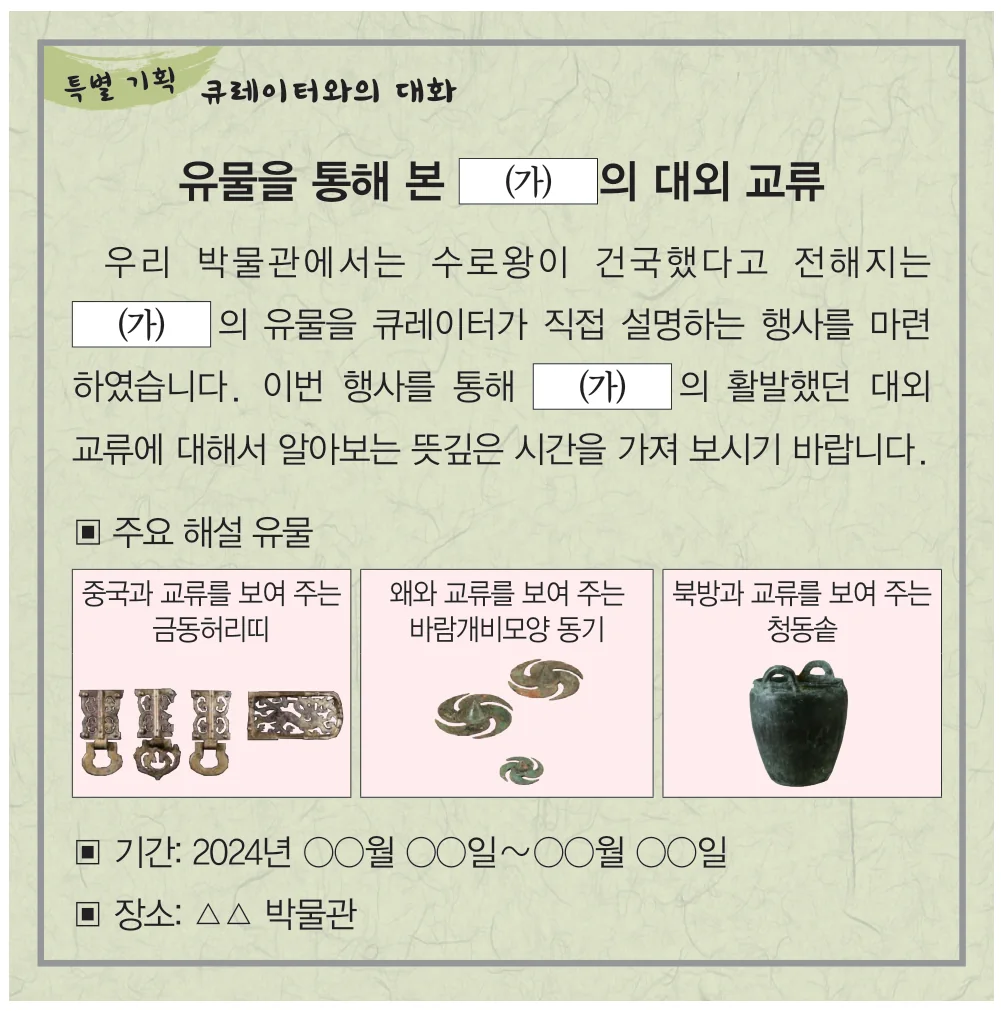 특별 기획 큐레이터와의 대화
유물을 통해 본 (가)의 대외 교류
우리 박물관에서는 수로왕이 건국했다고 전해지는
(가)의 유물을 큐레이터가 직접 설명하는 행사를 마련
하였습니다. 이번 행사를 통해 (가)의 활발했던 대외
교류에 대해서 알아보는 뜻깊은 시간을 가져 보시기 바랍니다.
▣ 주요 해설 유물
중국과 교류를 보여 주는
금동허리띠
왜와 교류를 보여 주는
바람개비모양 동기
북방과 교류를 보여 주는
청동솥
▣ 기간: 2024년 ○○월 ○○일~○○월 ○○일
▣ 장소: △△ 박물관